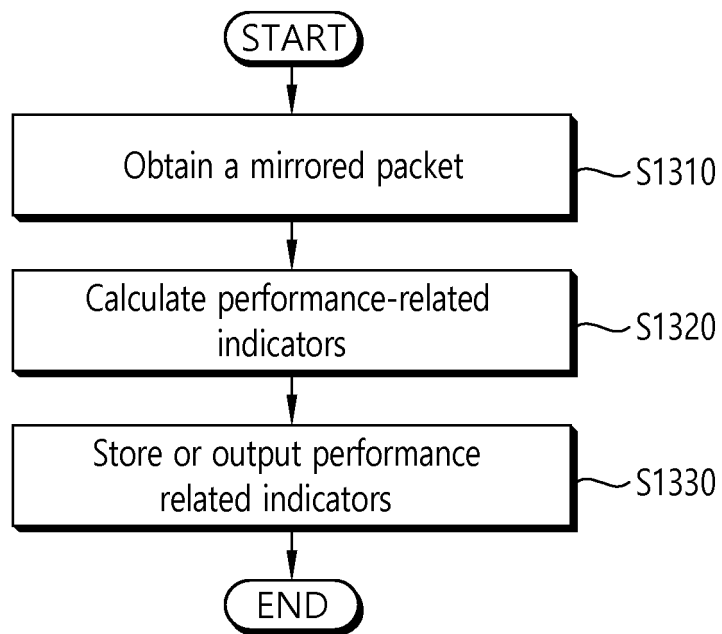 START
Obtain a mirrored packet
S1310
Calculate performance-related
indicators
S1320
Store or output performance
related indicators
S1330
END